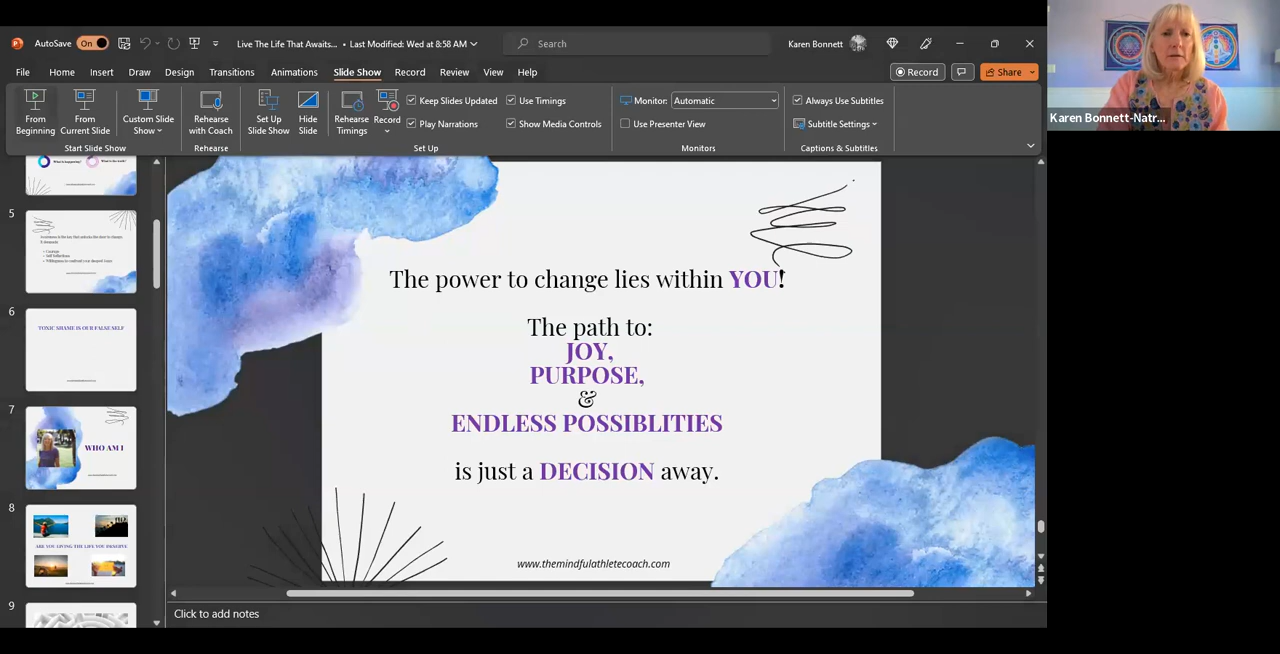 AutoSave On Live The Life That Awaits... • Last Modified: Wed at 8:58 AM Search Karen Bonnett
File Home Insert Draw Design Transitions Animations Slide Show Record Review View Help Record Share
From Beginning
From Current Slide
Custom Slide Show
Rehearse with Coach
Set Up Slide Show
Hide Slide
Rehearse Timings
Record
Keep Slides Updated
Play Narrations
Use Timings
Show Media Controls
Monitor: Automatic
Use Presenter View
Always Use Subtitles
Subtitle Settings
Start Slide Show Rehearse Set Up Monitors Captions & Subtitles
Karen Bonnett-Natr...
5
6
TOXIC SHAME IS OUR FALSE SELF
7
WHO AM I
8
ARE YOU LIVING THE LIFE YOU DESERVE
9
The power to change lies within YOU!
The path to:
JOY,
PURPOSE,
&
ENDLESS POSSIBLITIES
is just a DECISION away.
www.themindfulathletecoach.com
Click to add notes